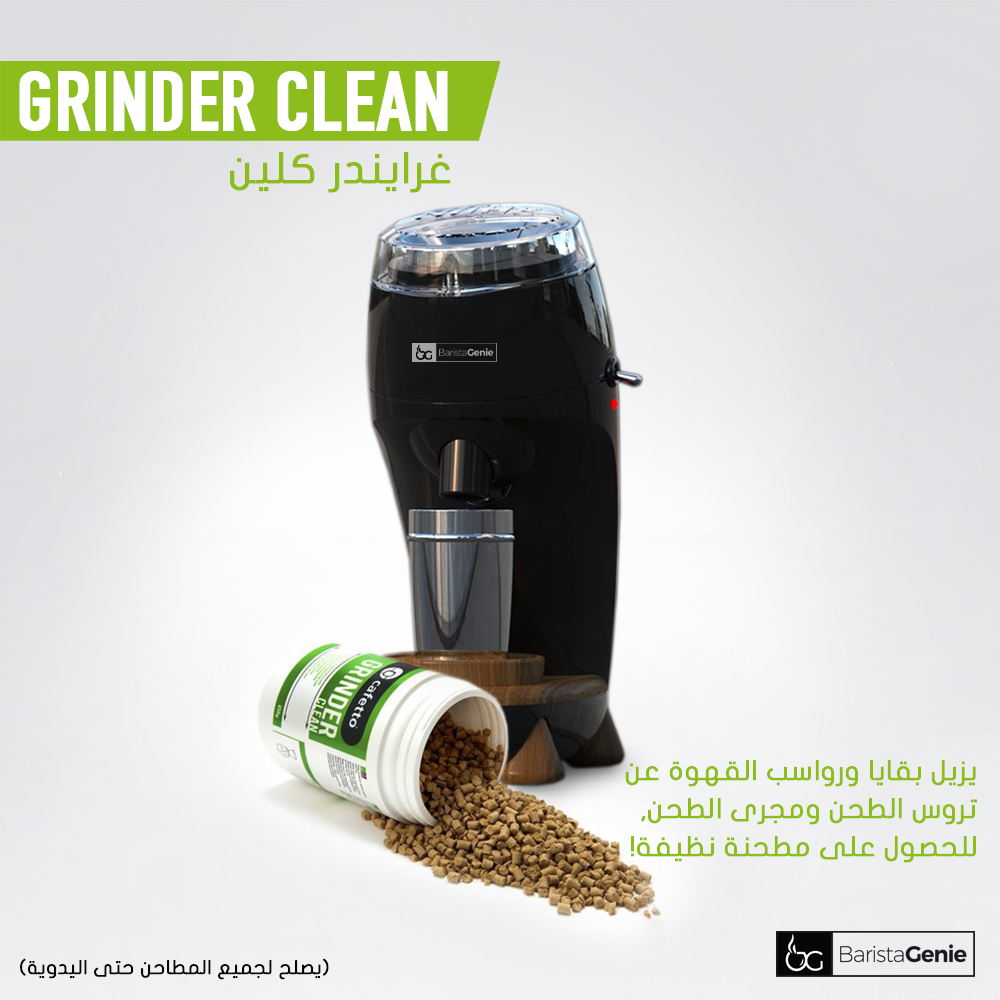 GRINDER CLEAN
غرايندر كلين
BaristaGenie
cafetto
GRINDER
CLEAN
يزيل بقايا ورواسب القهوة عن
تروس الطحن ومجرى الطحن,
للحصول على مطحنة نظيفة!
BaristaGenie
(يصلح لجميع المطاحن حتى اليدوية)